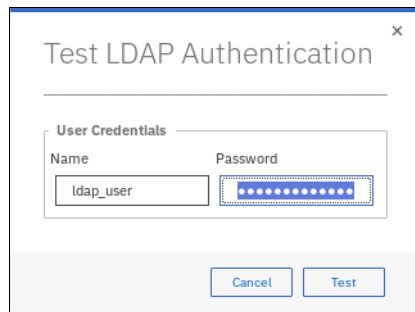 Test LDAP Authentication
User Credentials
Name Password
ldap_user •••••••••••••
Cancel Test